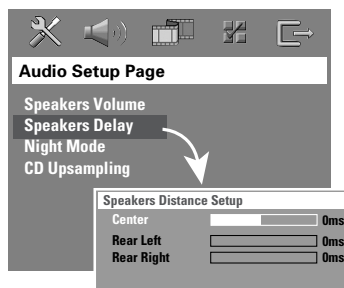 Audio Setup Page
Speakers Volume
Speakers Delay
Night Mode
CD Upsampling
Speakers Distance Setup
Center 0ms
Rear Left 0ms
Rear Right 0ms